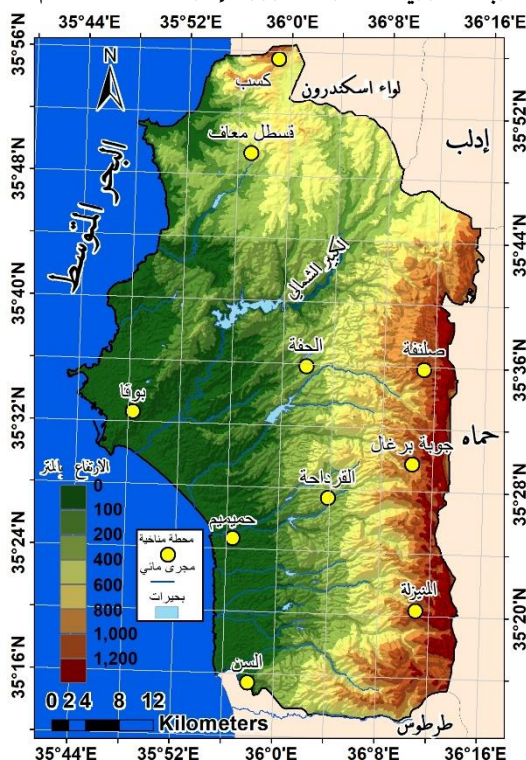 35°44'E 35°52'E 36°0'E 36°8'E 36°16'E
35°56'N
35°48'N
35°40'N
35°32'N
35°24'N
35°16'N
35°52'N
35°44'N
35°36'N
35°28'N
35°20'N
N
كسب
لواء اسكندرون
إدلب
قسطل معاف
البحر المتوسط
الكبير الشمالي
الحفة
صلنفة
بوقا
حماه
جوبة برغال
القرداحة
حميميم
المنيزلة
السن
طرطوس
الارتفاع بالمتر
0
100
200
400
600
800
1,000
1,200
محطة مناخية
مجرى مائي
بحيرات
0 2 4 8 12
Kilometers
35°44'E 35°52'E 36°0'E 36°8'E 36°16'E